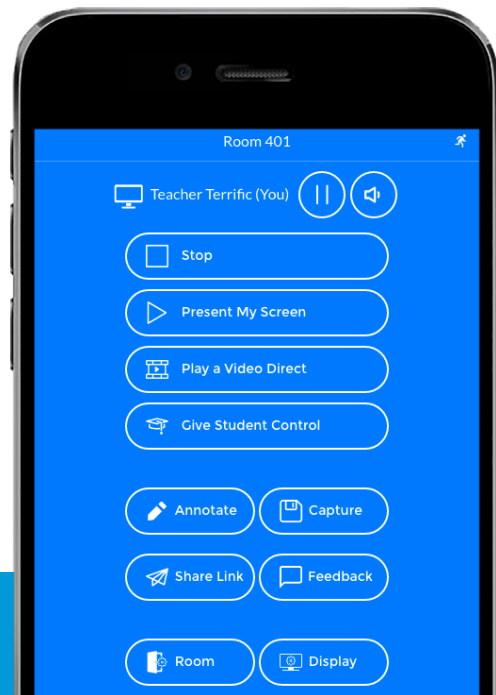 Room 401
Teacher Terrific (You)
Stop
Present My Screen
Play a Video Direct
Give Student Control
Annotate
Capture
Share Link
Feedback
Room
Display